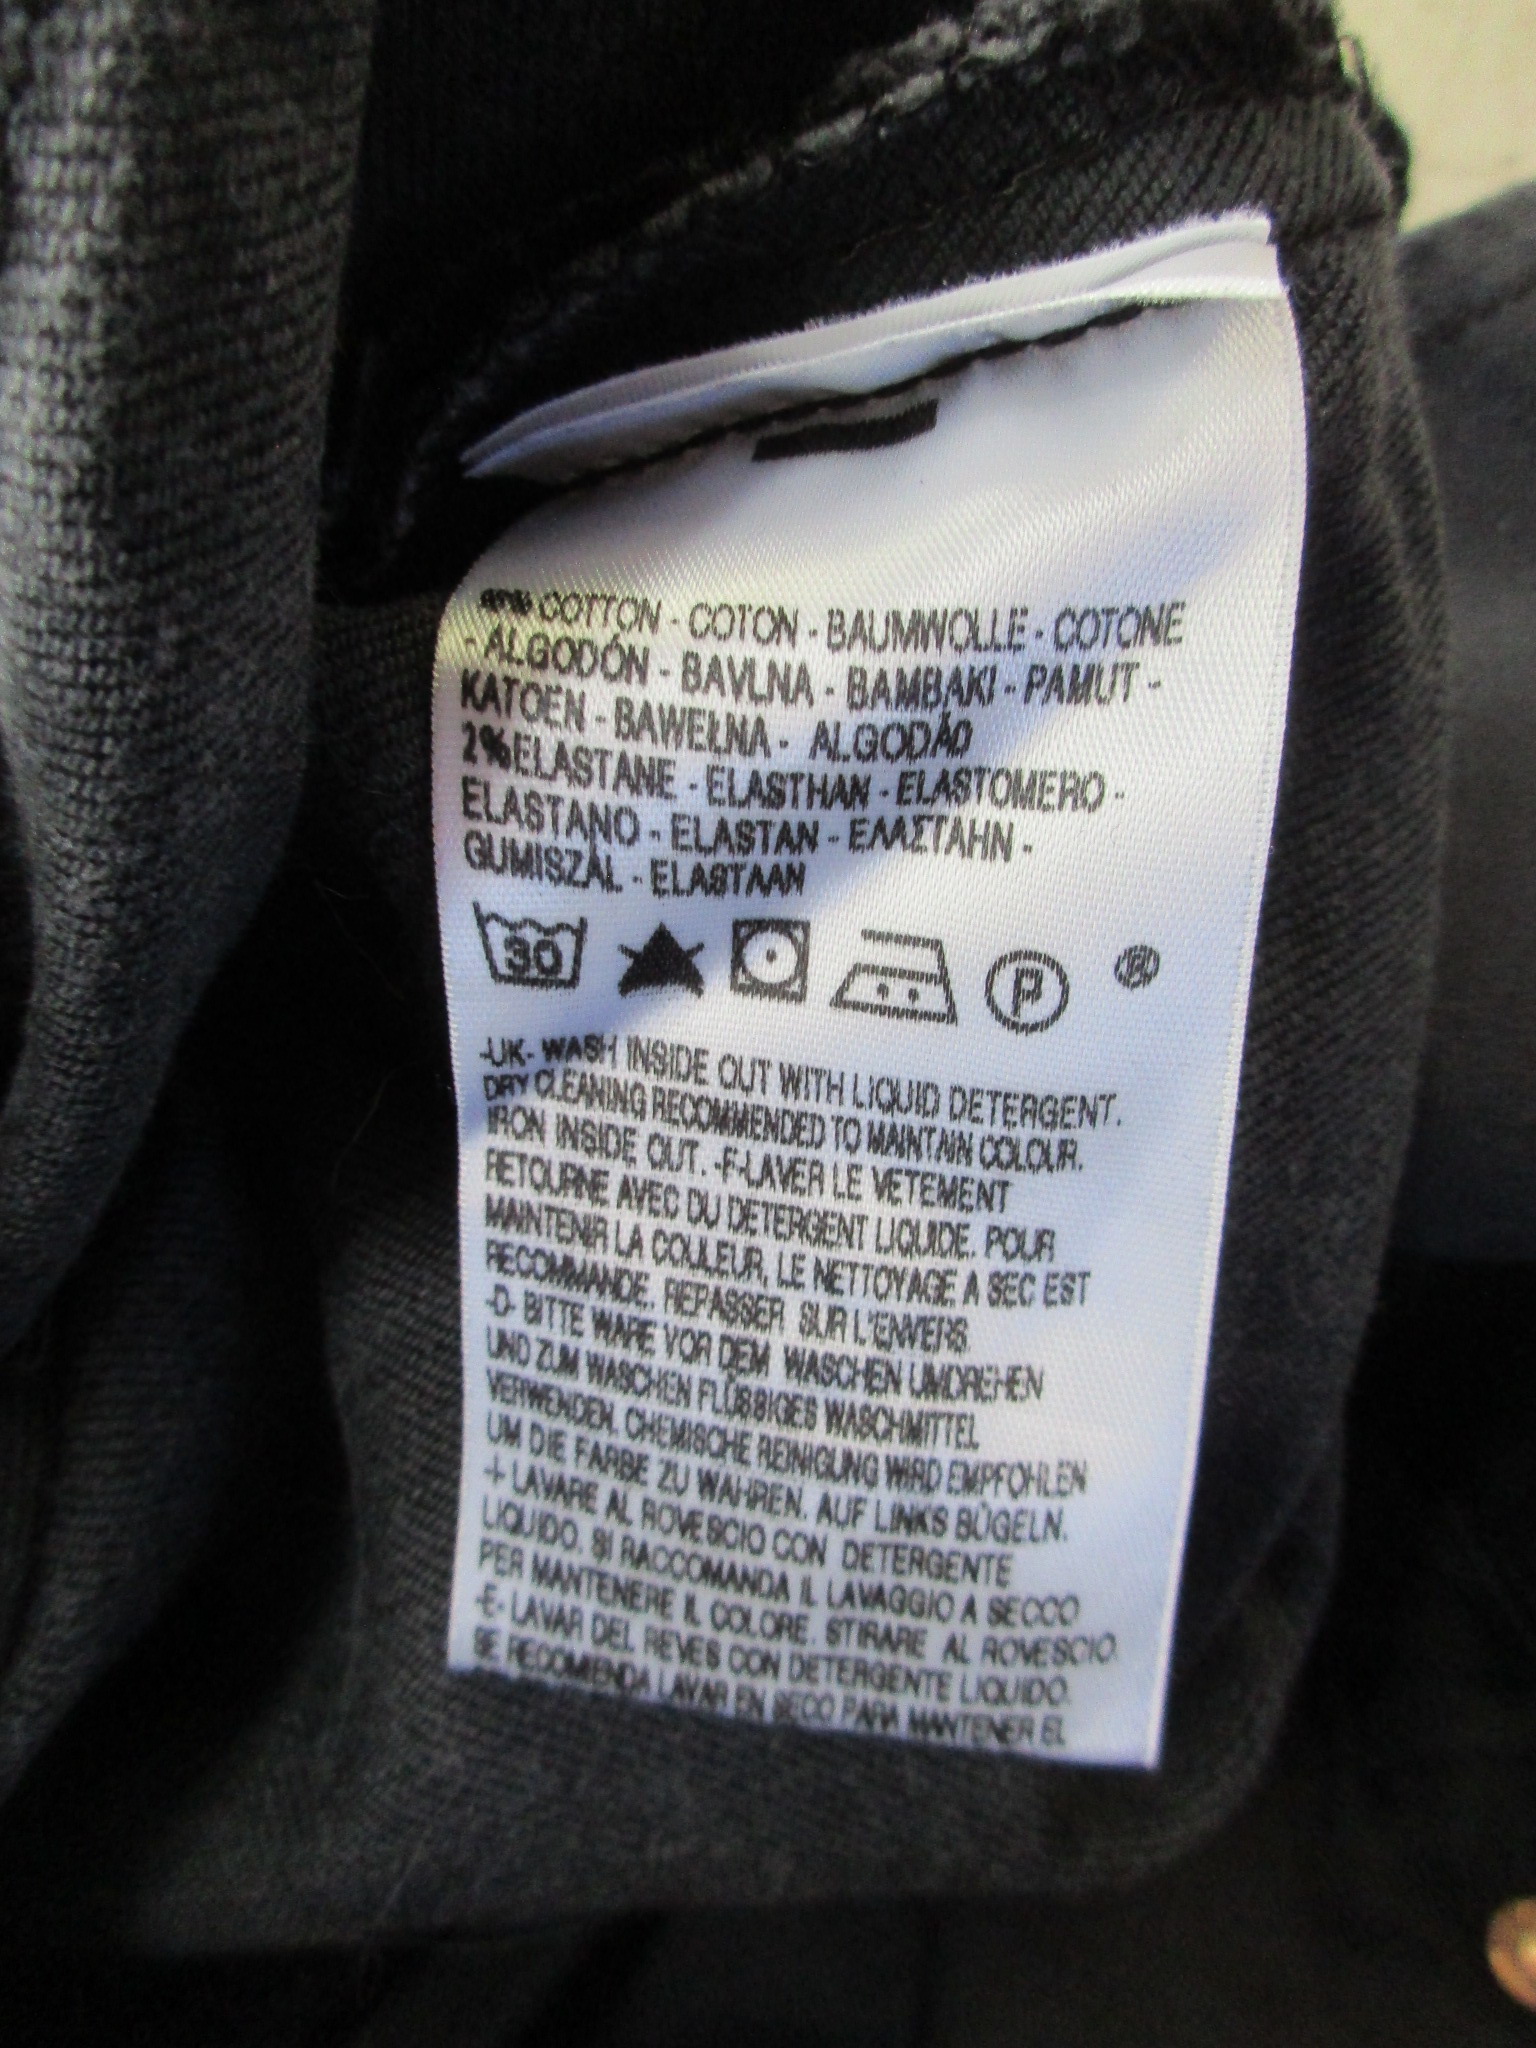 98% COTTON - COTON - BAUMWOLLE - COTONE
- ALGODÓN - BAVLNA - BAMBAKI - PAMUT -
KATOEN - BAWEŁNA - ALGODÃO
2% ELASTANE - ELASTHAN - ELASTOMERO -
ELASTANO - ELASTAN - ΕΛΑΣΤΑΗΝ -
GUMISZÁL - ELASTAAN
30 P ®
-UK- WASH INSIDE OUT WITH LIQUID DETERGENT.
DRY CLEANING RECOMMENDED TO MAINTAIN COLOUR.
IRON INSIDE OUT. -F-LAVER LE VETEMENT
RETOURNE AVEC DU DETERGENT LIQUIDE. POUR
MAINTENIR LA COULEUR, LE NETTOYAGE A SEC EST
RECOMMANDE. REPASSER SUR L'ENVERS.
-D- BITTE WARE VOR DEM WASCHEN UMDREHEN
UND ZUM WASCHEN FLÜSSIGES WASCHMITTEL
VERWENDEN. CHEMISCHE REINIGUNG WIRD EMPFOHLEN
UM DIE FARBE ZU WAHREN. AUF LINKS BÜGELN.
-I- LAVARE AL ROVESCIO CON DETERGENTE
LIQUIDO. SI RACCOMANDA IL LAVAGGIO A SECCO
PER MANTENERE IL COLORE. STIRARE AL ROVESCIO.
-E- LAVAR DEL REVES CON DETERGENTE LIQUIDO.
SE RECOMIENDA LAVAR EN SECO PARA MANTENER EL